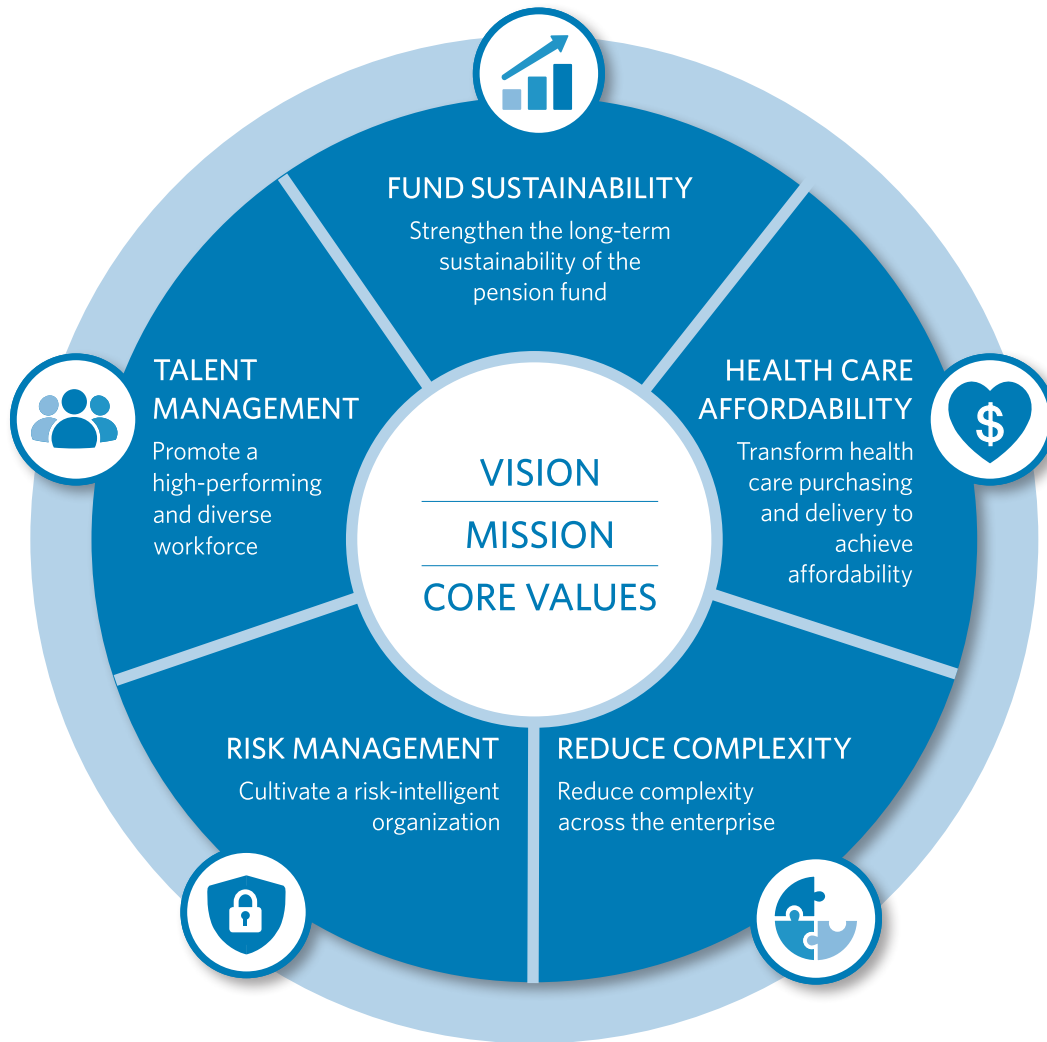 FUND SUSTAINABILITY
Strengthen the long-term
sustainability of the
pension fund
HEALTH CARE
AFFORDABILITY
$
Transform health
care purchasing
and delivery to
achieve
affordability
REDUCE COMPLEXITY
Reduce complexity
across the enterprise
RISK MANAGEMENT
Cultivate a risk-intelligent
organization
TALENT
MANAGEMENT
Promote a
high-performing
and diverse
workforce
VISION
MISSION
CORE VALUES